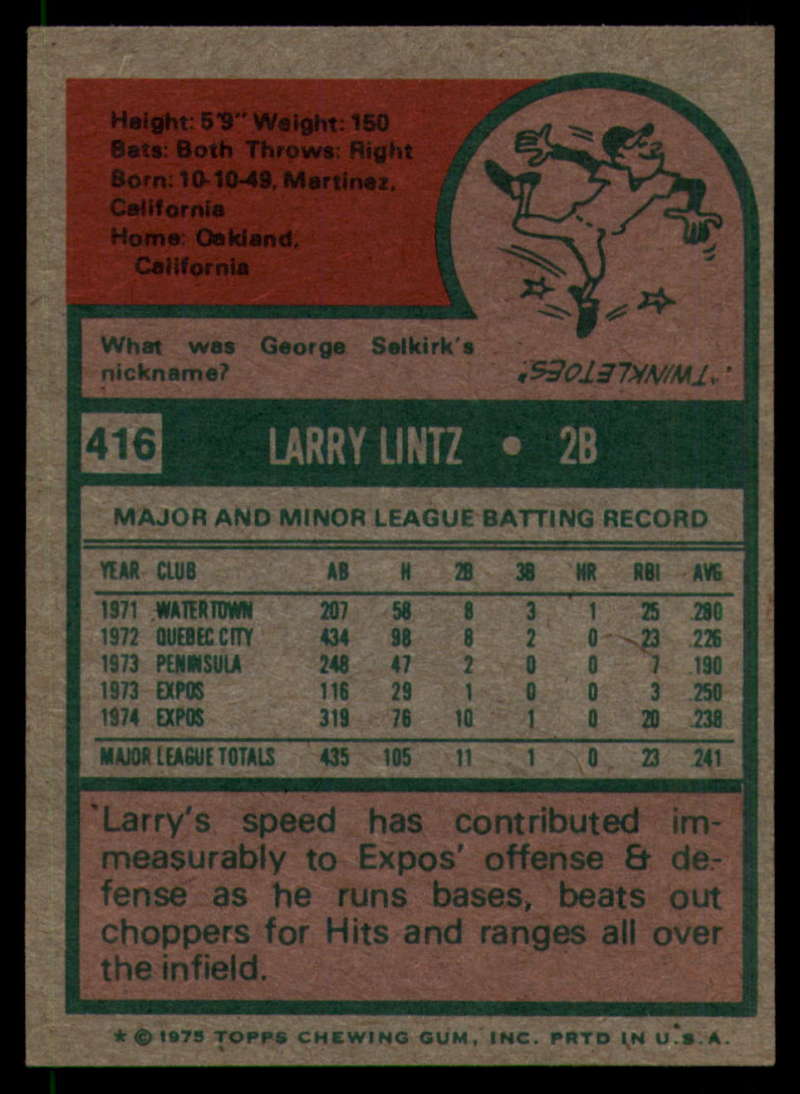 Height: 5'9" Weight: 150
Bats: Both Throws: Right
Born: 10-10-49, Martinez,
California
Home: Oakland,
California
What was George Selkirk's
nickname?
"TWINKLETOES".
416 LARRY LINTZ • 2B
MAJOR AND MINOR LEAGUE BATTING RECORD
YEAR CLUB AB H 2B 3B HR RBI AVG
1971 WATERTOWN 207 58 8 3 1 25 .280
1972 QUEBEC CITY 434 98 8 2 0 23 .226
1973 PENINSULA 248 47 2 0 0 7 .190
1973 EXPOS 116 29 1 0 0 3 .250
1974 EXPOS 319 76 10 1 0 20 .238
MAJOR LEAGUE TOTALS 435 105 11 1 0 23 .241
Larry's speed has contributed im-
measurably to Expos' offense & de-
fense as he runs bases, beats out
choppers for Hits and ranges all over
the infield.
* © 1975 TOPPS CHEWING GUM, INC. PRTD IN U.S.A.